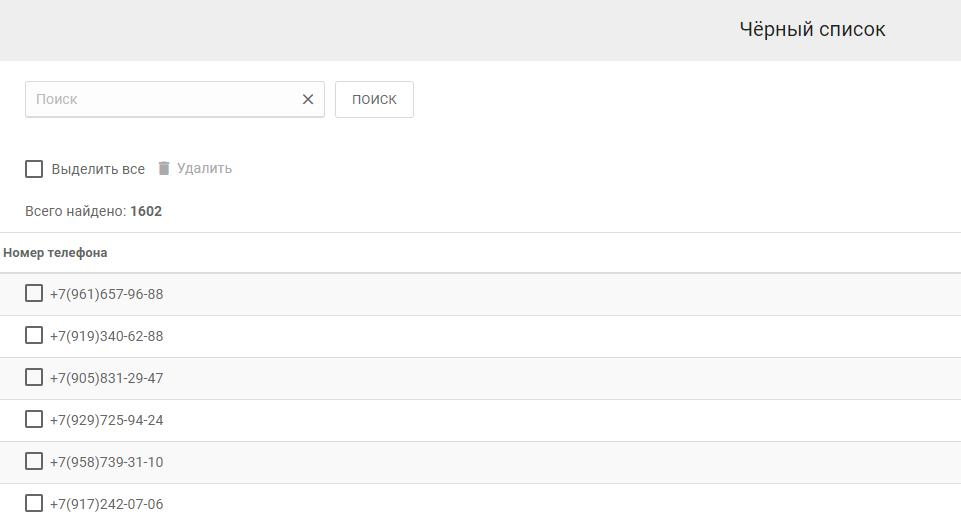 Чёрный список
Поиск ПОИСК
Выделить все Удалить
Всего найдено: 1602
Номер телефона
+7(961)657-96-88
+7(919)340-62-88
+7(905)831-29-47
+7(929)725-94-24
+7(958)739-31-10
+7(917)242-07-06